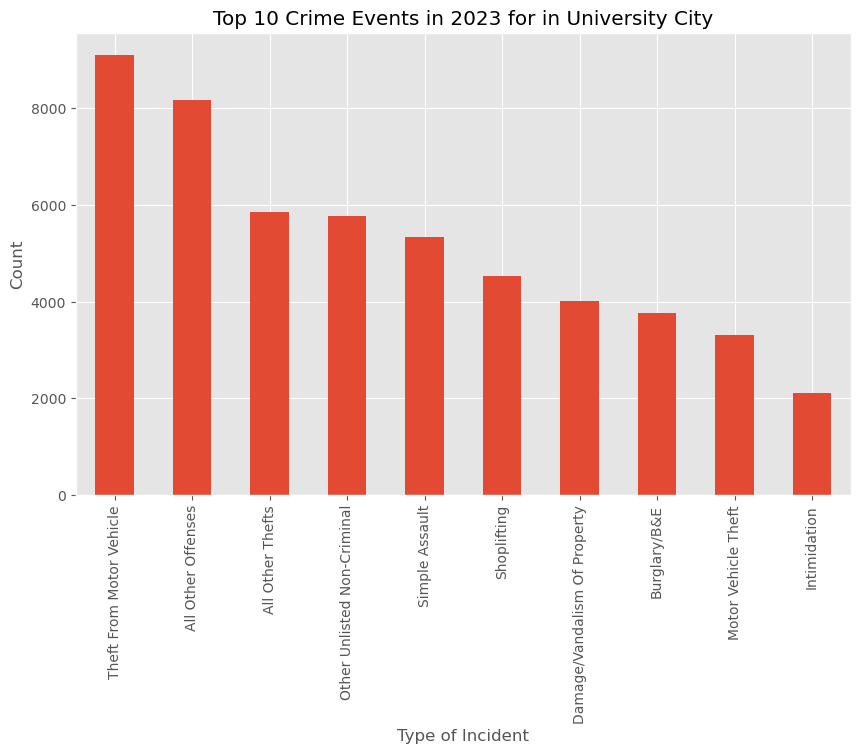 Top 10 Crime Events in 2023 for in University City
Count
8000
6000
4000
2000
0
Theft From Motor Vehicle
All Other Offenses
All Other Thefts
Other Unlisted Non-Criminal
Simple Assault
Shoplifting
Damage/Vandalism Of Property
Burglary/B&E
Motor Vehicle Theft
Intimidation
Type of Incident